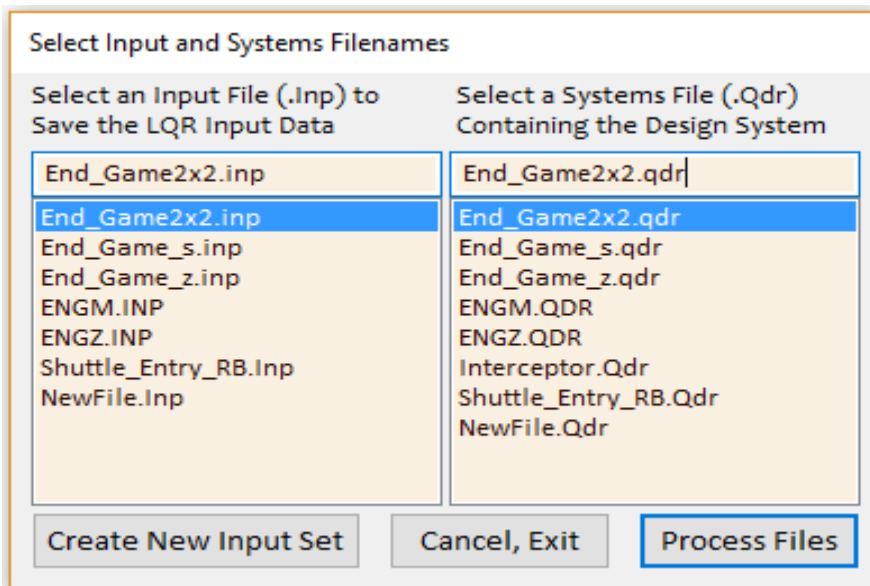 Select Input and Systems Filenames
Select an Input File (.Inp) to
Save the LQR Input Data
Select a Systems File (.Qdr)
Containing the Design System
End_Game2x2.inp
End_Game2x2.qdr
End_Game2x2.inp
End_Game_s.inp
End_Game_z.inp
ENGM.INP
ENGZ.INP
Shuttle_Entry_RB.Inp
NewFile.Inp
End_Game2x2.qdr
End_Game_s.qdr
End_Game_z.qdr
ENGM.QDR
ENGZ.QDR
Interceptor.Qdr
Shuttle_Entry_RB.Qdr
NewFile.Qdr
Create New Input Set
Cancel, Exit
Process Files